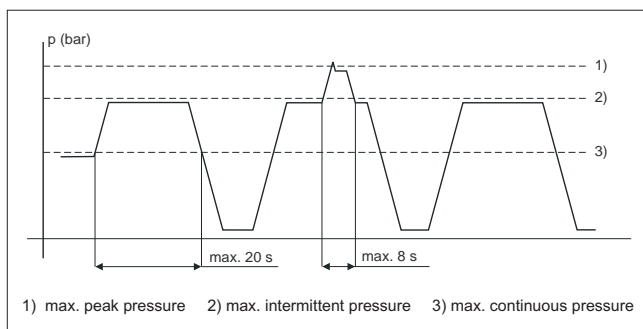 p (bar)
1)
2)
3)
max. 20 s
max. 8 s
1) max. peak pressure 2) max. intermittent pressure 3) max. continuous pressure